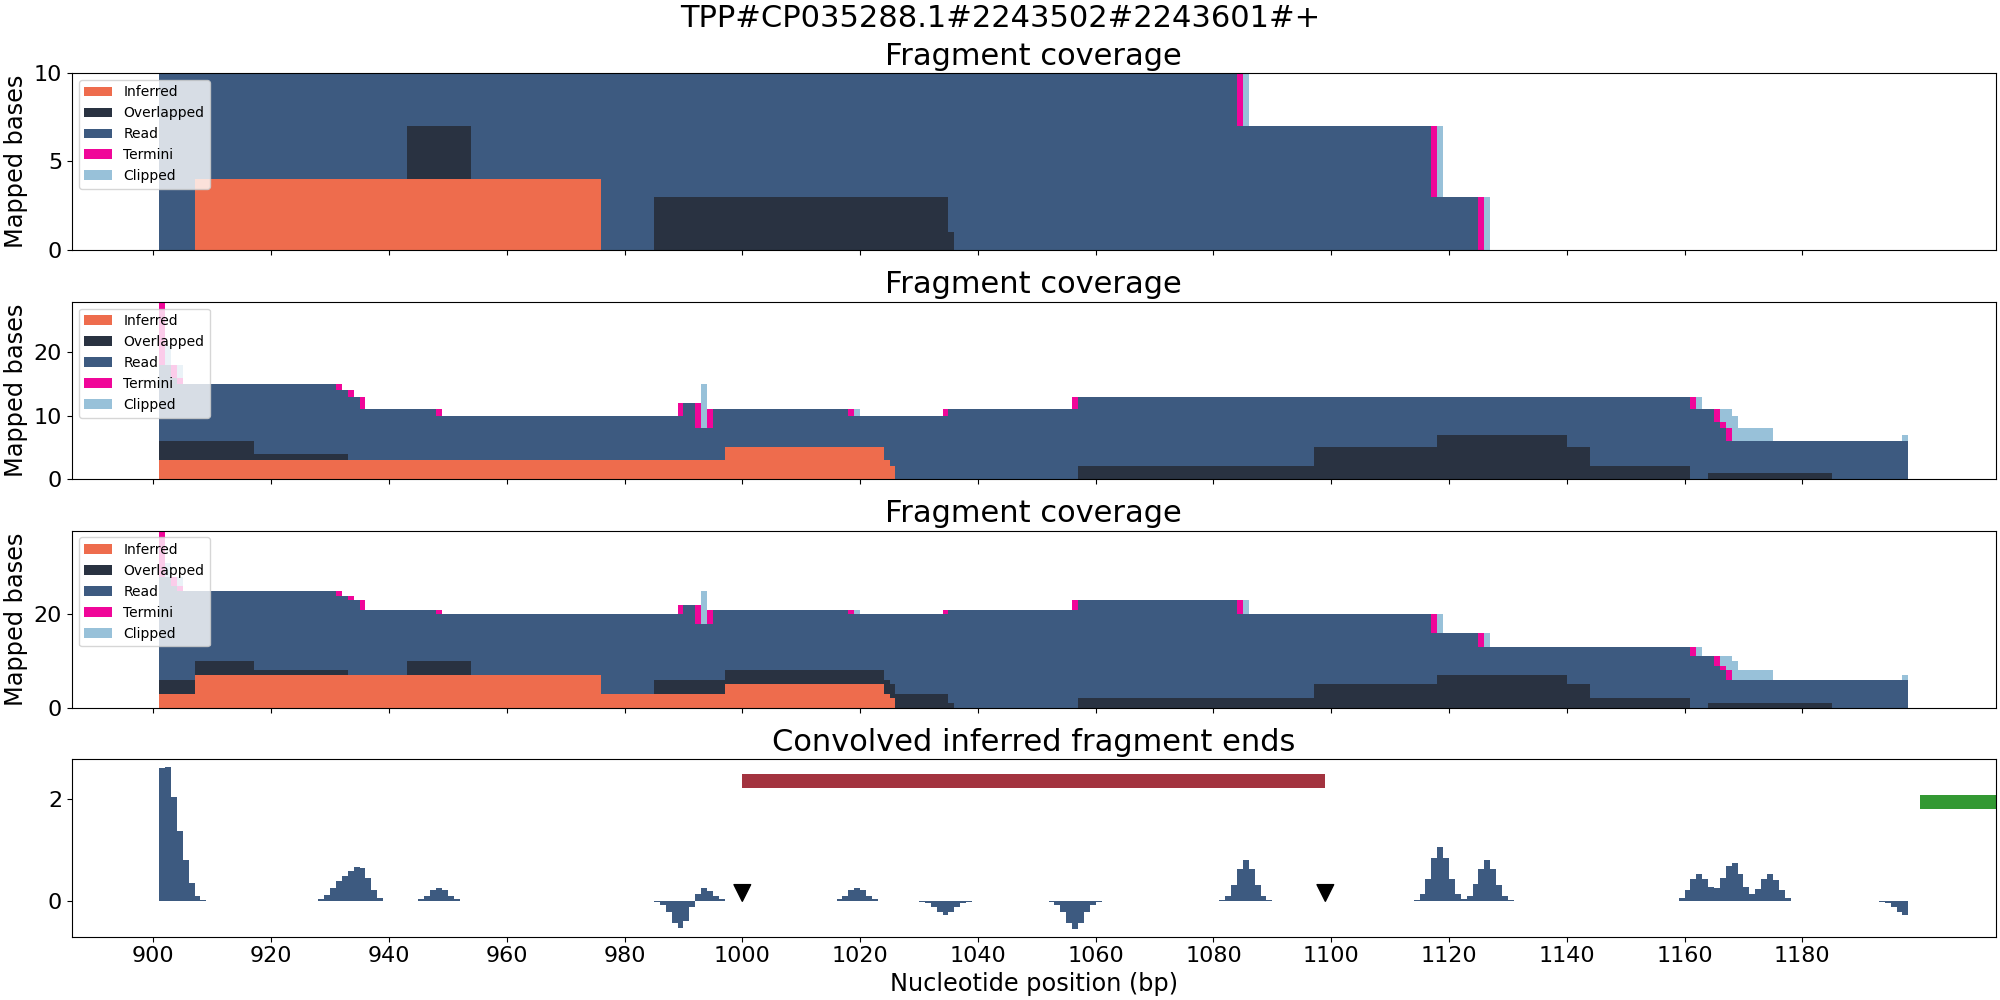 TPP#CP035288.1#2243502#2243601#+
Fragment coverage
Mapped bases
10
5
0
Inferred
Overlapped
Read
Termini
Clipped
Fragment coverage
Mapped bases
20
10
0
Inferred
Overlapped
Read
Termini
Clipped
Fragment coverage
Mapped bases
20
0
Inferred
Overlapped
Read
Termini
Clipped
Convolved inferred fragment ends
2
0
900 920 940 960 980 1000 1020 1040 1060 1080 1100 1120 1140 1160 1180
Nucleotide position (bp)